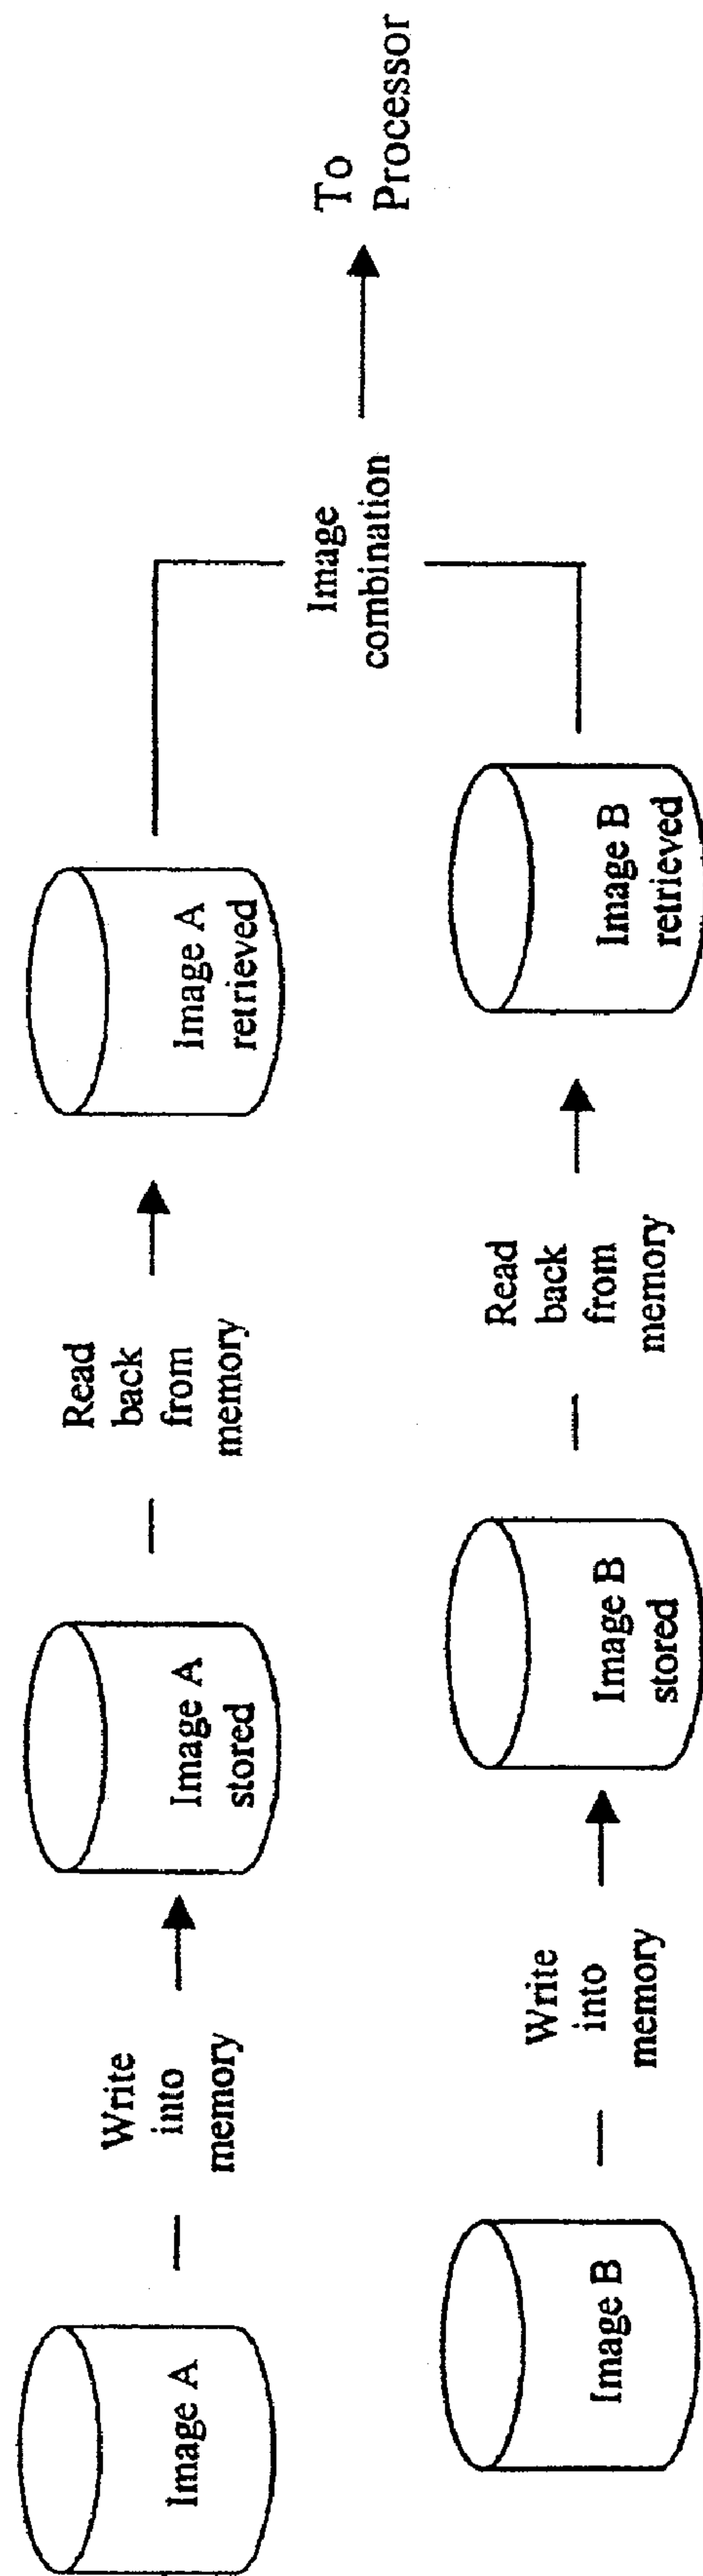 Image A
Write
into
memory
Image A
stored
Read
back
from
memory
Image A
retrieved
Image B
Write
into
memory
Image B
stored
Read
back
from
memory
Image B
retrieved
Image
combination
To
Processor